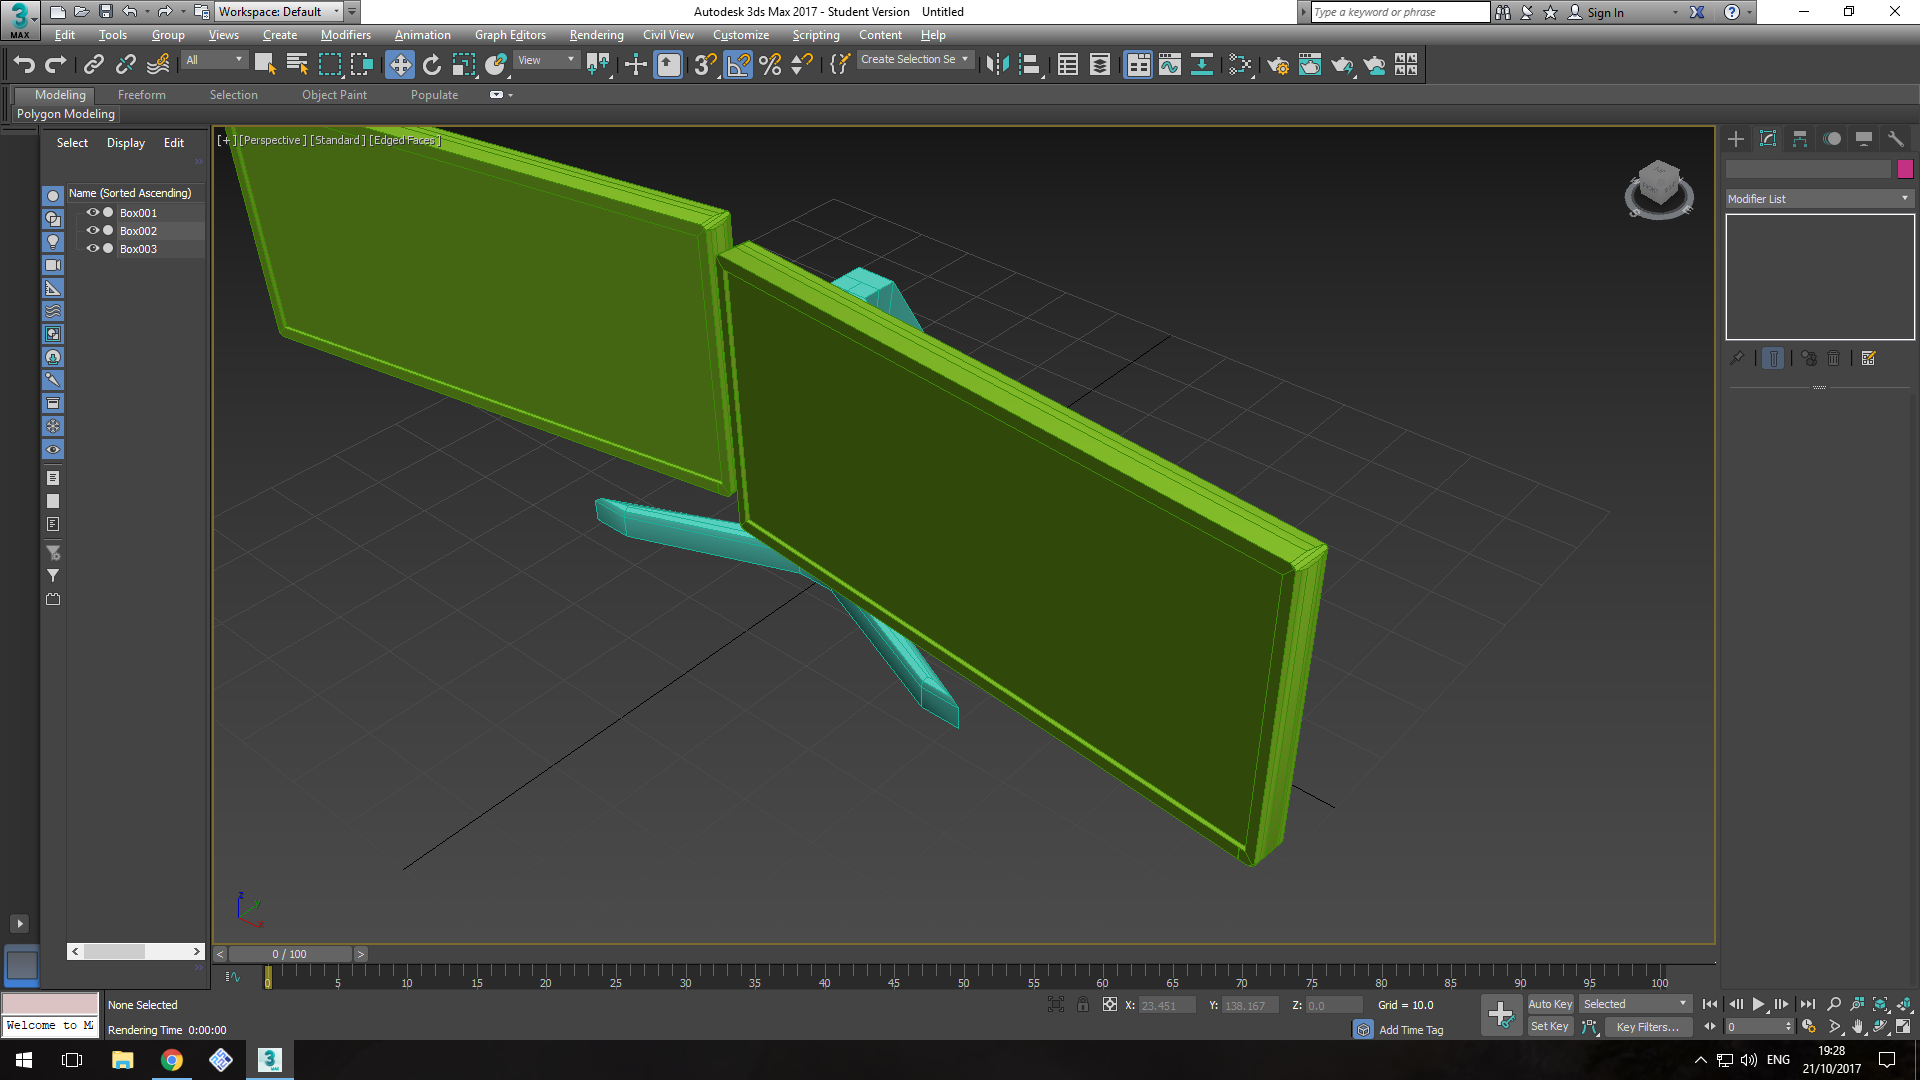 Workspace: Default
Autodesk 3ds Max 2017 - Student Version    Untitled
Type a keyword or phrase
Sign In
3
MAX
Edit Tools Group Views Create Modifiers Animation Graph Editors Rendering Civil View Customize Scripting Content Help
All
View
3
Create Selection Se
Modeling Freeform Selection Object Paint Populate
Polygon Modeling
Select Display Edit
Name (Sorted Ascending)
Box001
Box002
Box003
[ + ] [Perspective ] [Standard ] [Edged Faces ]
Modifier List
z
y
x
< 0 / 100 >
0 5 10 15 20 25 30 35 40 45 50 55 60 65 70 75 80 85 90 95 100
None Selected
X: 23.451 Y: 138.167 Z: 0.0 Grid = 10.0
Auto Key Selected
Welcome to M
Rendering Time 0:00:00
Add Time Tag
Set Key Key Filters...
0
3
MAX
ENG
19:28
21/10/2017